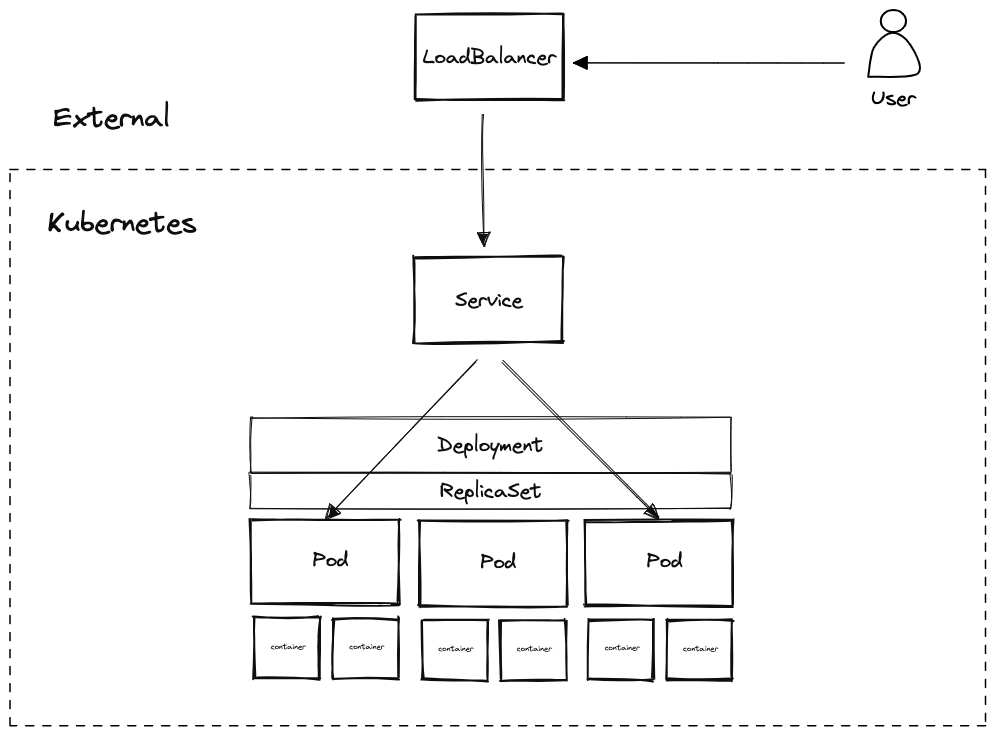 LoadBalancer
User
External
Kubernetes
Service
Deployment
ReplicaSet
Pod
Pod
Pod
container
container
container
container
container
container